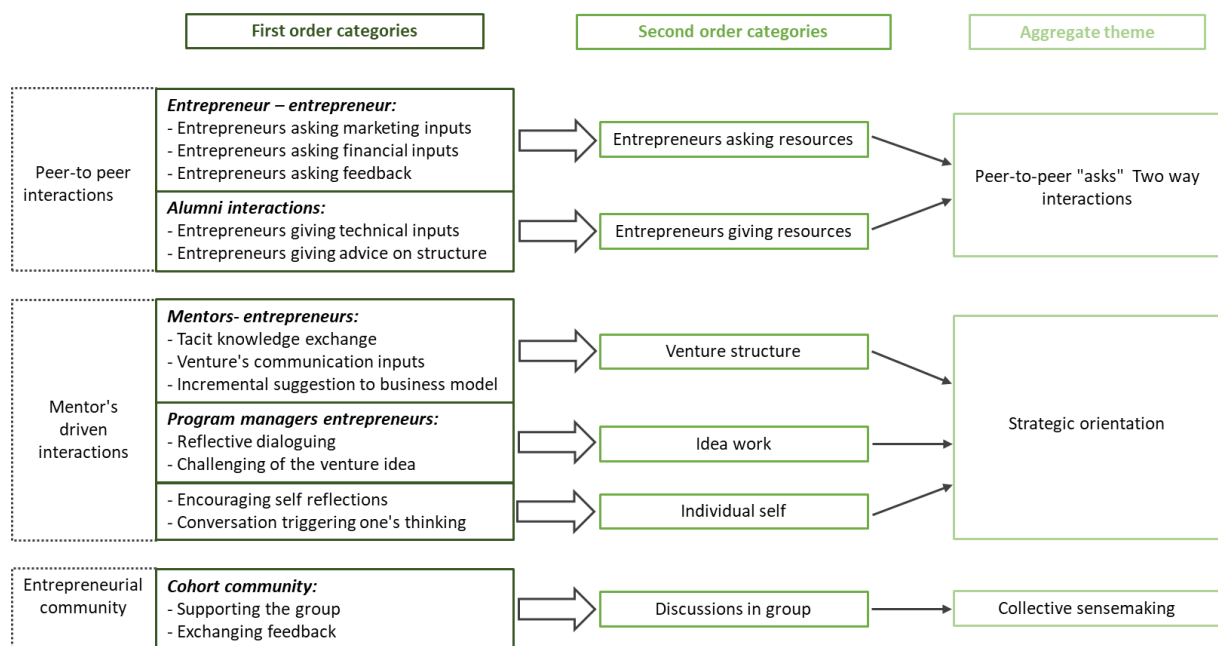 First order categories
Second order categories
Aggregate theme
Peer-to peer
interactions
Entrepreneur – entrepreneur:
- Entrepreneurs asking marketing inputs
- Entrepreneurs asking financial inputs
- Entrepreneurs asking feedback
Entrepreneurs asking resources
Alumni interactions:
- Entrepreneurs giving technical inputs
- Entrepreneurs giving advice on structure
Entrepreneurs giving resources
Peer-to-peer "asks" Two way
interactions
Mentor's
driven
interactions
Mentors- entrepreneurs:
- Tacit knowledge exchange
- Venture's communication inputs
- Incremental suggestion to business model
Venture structure
Program managers entrepreneurs:
- Reflective dialoguing
- Challenging of the venture idea
Idea work
- Encouraging self reflections
- Conversation triggering one's thinking
Individual self
Strategic orientation
Entrepreneurial
community
Cohort community:
- Supporting the group
- Exchanging feedback
Discussions in group
Collective sensemaking